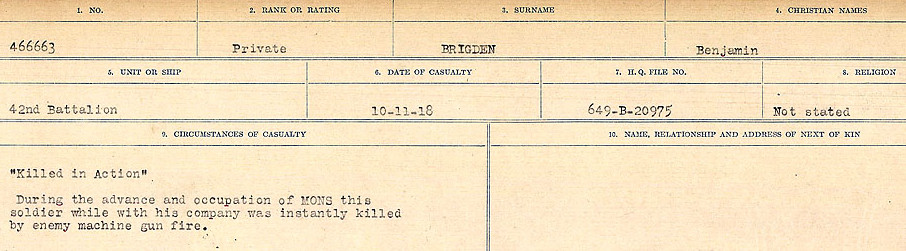 1. NO. 2. RANK OR RATING 3. SURNAME 4. CHRISTIAN NAMES
466663 Private BRIGDEN Benjamin
5. UNIT OR SHIP 6. DATE OF CASUALTY 7. H. Q. FILE NO. 8. RELIGION
42nd Battalion 10-11-18 649-B-20975 Not stated
9. CIRCUMSTANCES OF CASUALTY 10. NAME, RELATIONSHIP AND ADDRESS OF NEXT OF KIN
"Killed in Action"
During the advance and occupation of MONS this
soldier while with his company was instantly killed
by enemy machine gun fire.